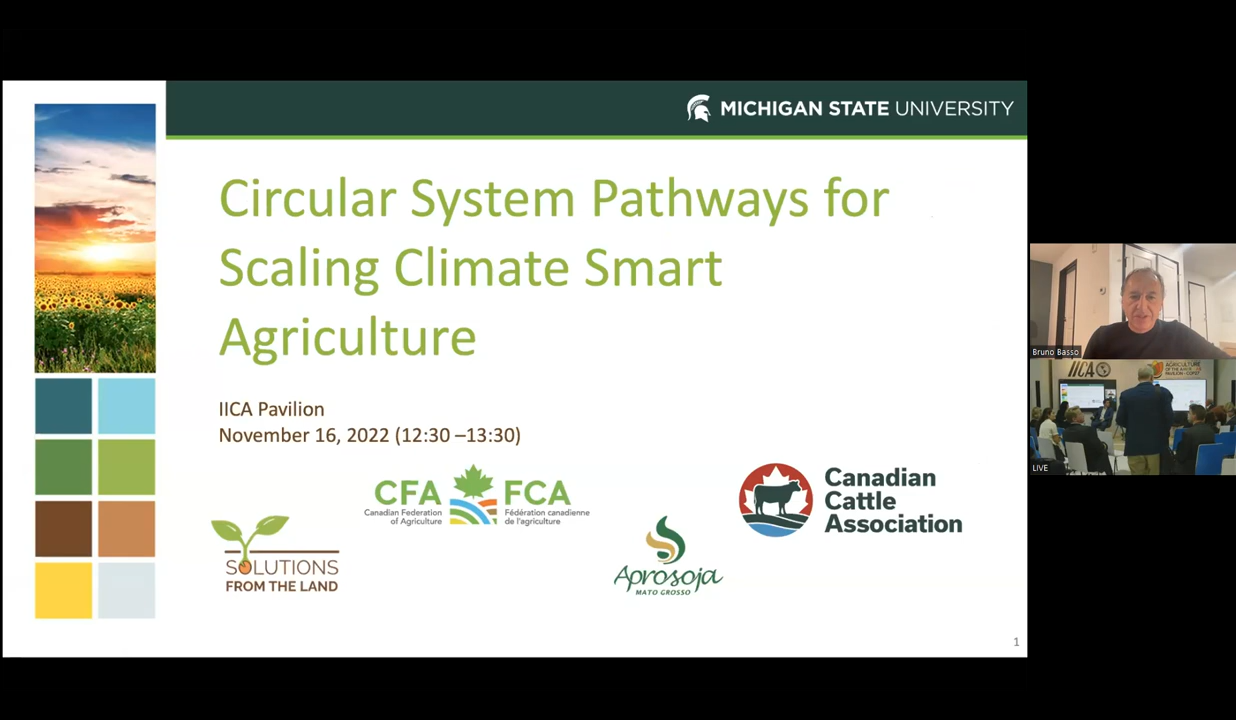 MICHIGAN STATE UNIVERSITY
Circular System Pathways for
Scaling Climate Smart
Agriculture
IICA Pavilion
November 16, 2022 (12:30 –13:30)
CFA FCA
Canadian Federation
of Agriculture
Fédération canadienne
de l'agriculture
SOLUTIONS
FROM THE LAND
Aprosoja
MATO GROSSO
Canadian
Cattle
Association
1
Bruno Basso
IICA
LIVE